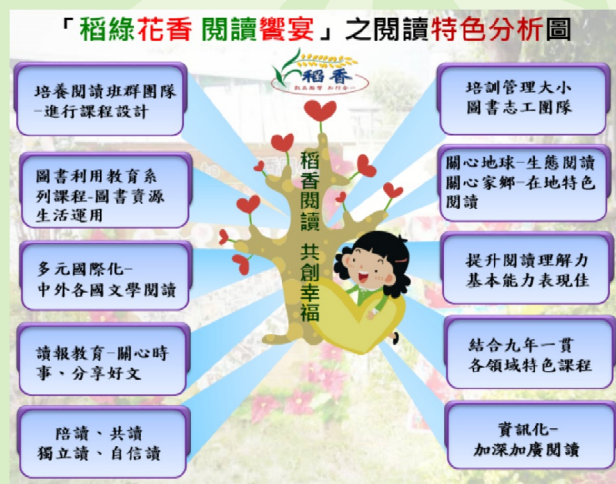 「稻綠花香 閱讀饗宴」之閱讀特色分析圖
稻香
培養閱讀班群團隊
-進行課程設計
圖書利用教育系
列課程-圖書資源
生活運用
多元國際化-
中外各國文學閱讀
讀報教育-關心時
事、分享好文
陪讀、共讀
獨立讀、自信讀
稻香閱讀 共創幸福
培訓管理大小
圖書志工團隊
關心地球-生態閱讀
關心家鄉-在地特色
閱讀
提升閱讀理解力
基本能力表現佳
結合九年一貫
各領域特色課程
資訊化-
加深加廣閱讀